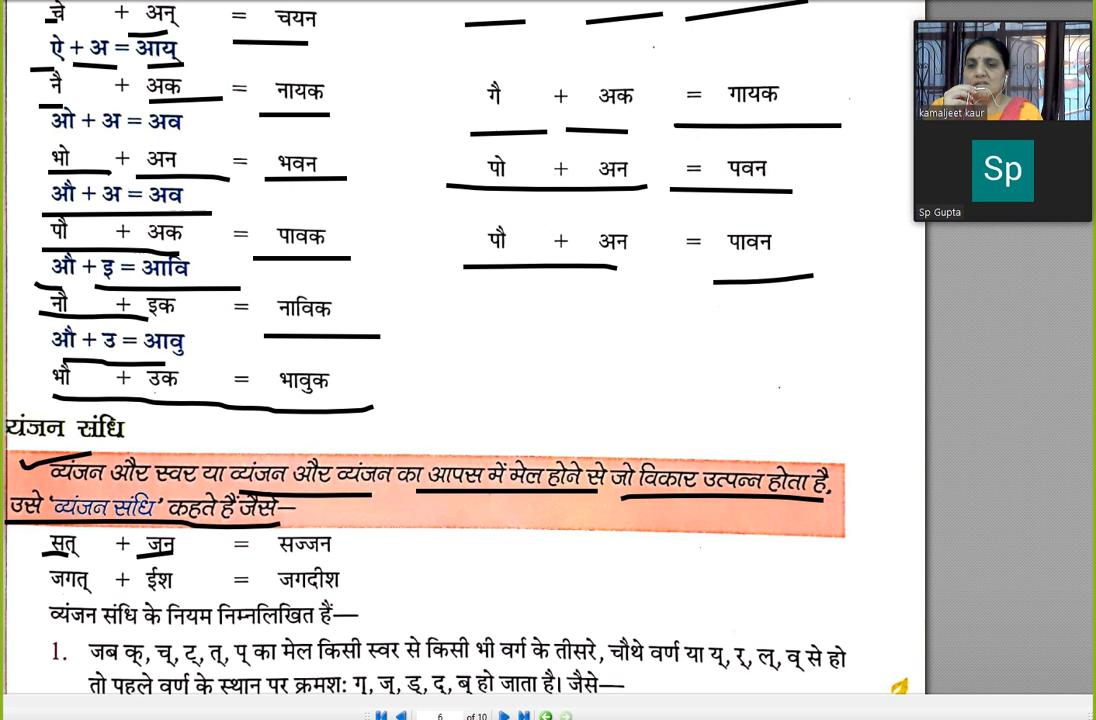 चे + अन् = चयन
ऐ + अ = आय्
नै + अक = नायक गै + अक = गायक
ओ + अ = अव
भो + अन = भवन पो + अन = पवन
औ + अ = अव
पौ + अक = पावक पौ + अन = पावन
औ + इ = आवि
नौ + इक = नाविक
औ + उ = आवु
भौ + उक = भावुक
व्यंजन संधि
व्यंजन और स्वर या व्यंजन और व्यंजन का आपस में मेल होने से जो विकार उत्पन्न होता है,
उसे 'व्यंजन संधि' कहते हैं जैसे—
सत् + जन = सज्जन
जगत् + ईश = जगदीश
व्यंजन संधि के नियम निम्नलिखित हैं—
1. जब क्, च्, ट्, त्, प् का मेल किसी स्वर से किसी भी वर्ग के तीसरे, चौथे वर्ण या य्, र्, ल्, व् से हो
तो पहले वर्ण के स्थान पर क्रमशः ग्, ज्, ड्, द्, ब् हो जाता है। जैसे—
kamaljeet kaur
Sp
Sp Gupta
6 of 10